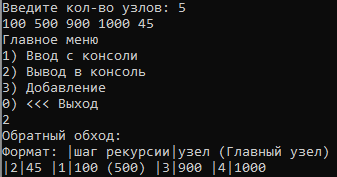 Введите кол-во узлов: 5
100 500 900 1000 45
Главное меню
1) Ввод с консоли
2) Вывод в консоль
3) Добавление
0) <<< Выход
2
Обратный обход:
Формат: |шаг рекурсии|узел (Главный узел)
|2|45 |1|100 (500) |3|900 |4|1000